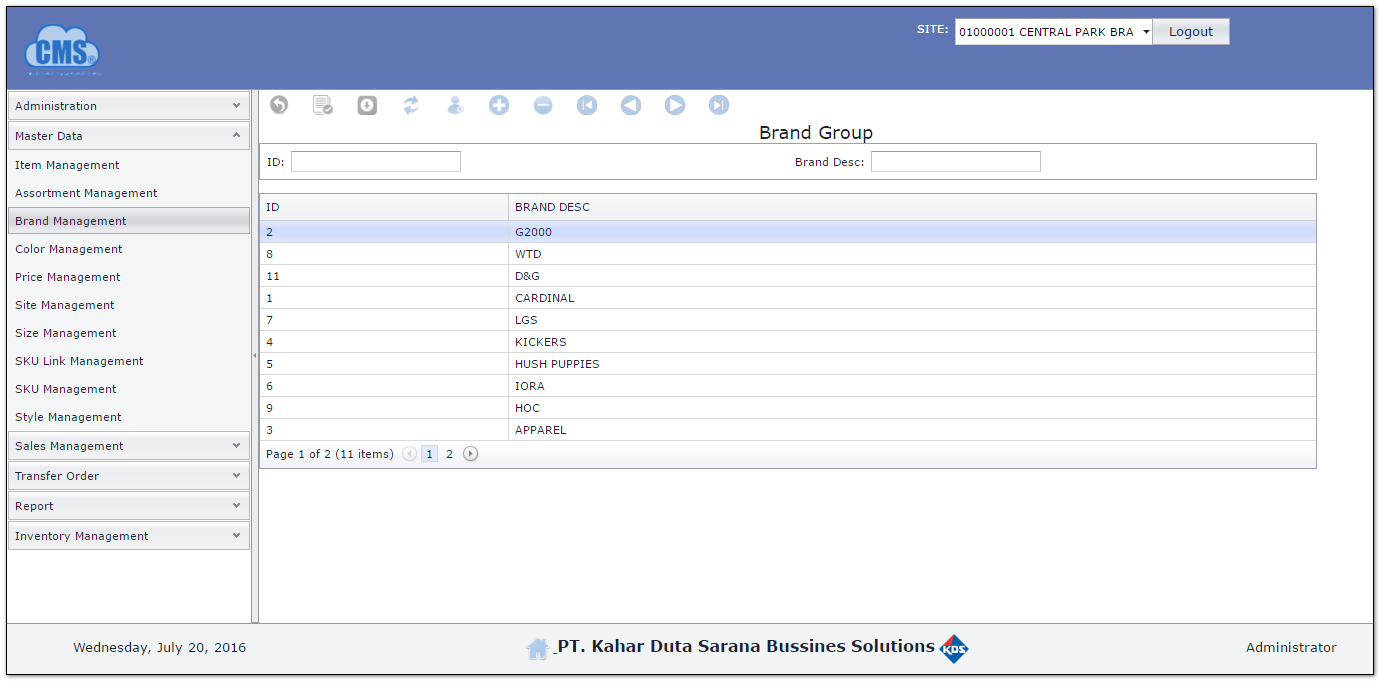 CMS
SITE: 01000001 CENTRAL PARK BRA Logout
Administration
Master Data
Item Management
Assortment Management
Brand Management
Color Management
Price Management
Site Management
Size Management
SKU Link Management
SKU Management
Style Management
Sales Management
Transfer Order
Report
Inventory Management
Brand Group
ID: Brand Desc:
ID BRAND DESC
2 G2000
8 WTD
11 D&G
1 CARDINAL
7 LGS
4 KICKERS
5 HUSH PUPPIES
6 IORA
9 HOC
3 APPAREL
Page 1 of 2 (11 items) 1 2
Wednesday, July 20, 2016
PT. Kahar Duta Sarana Bussines Solutions KDS
Administrator